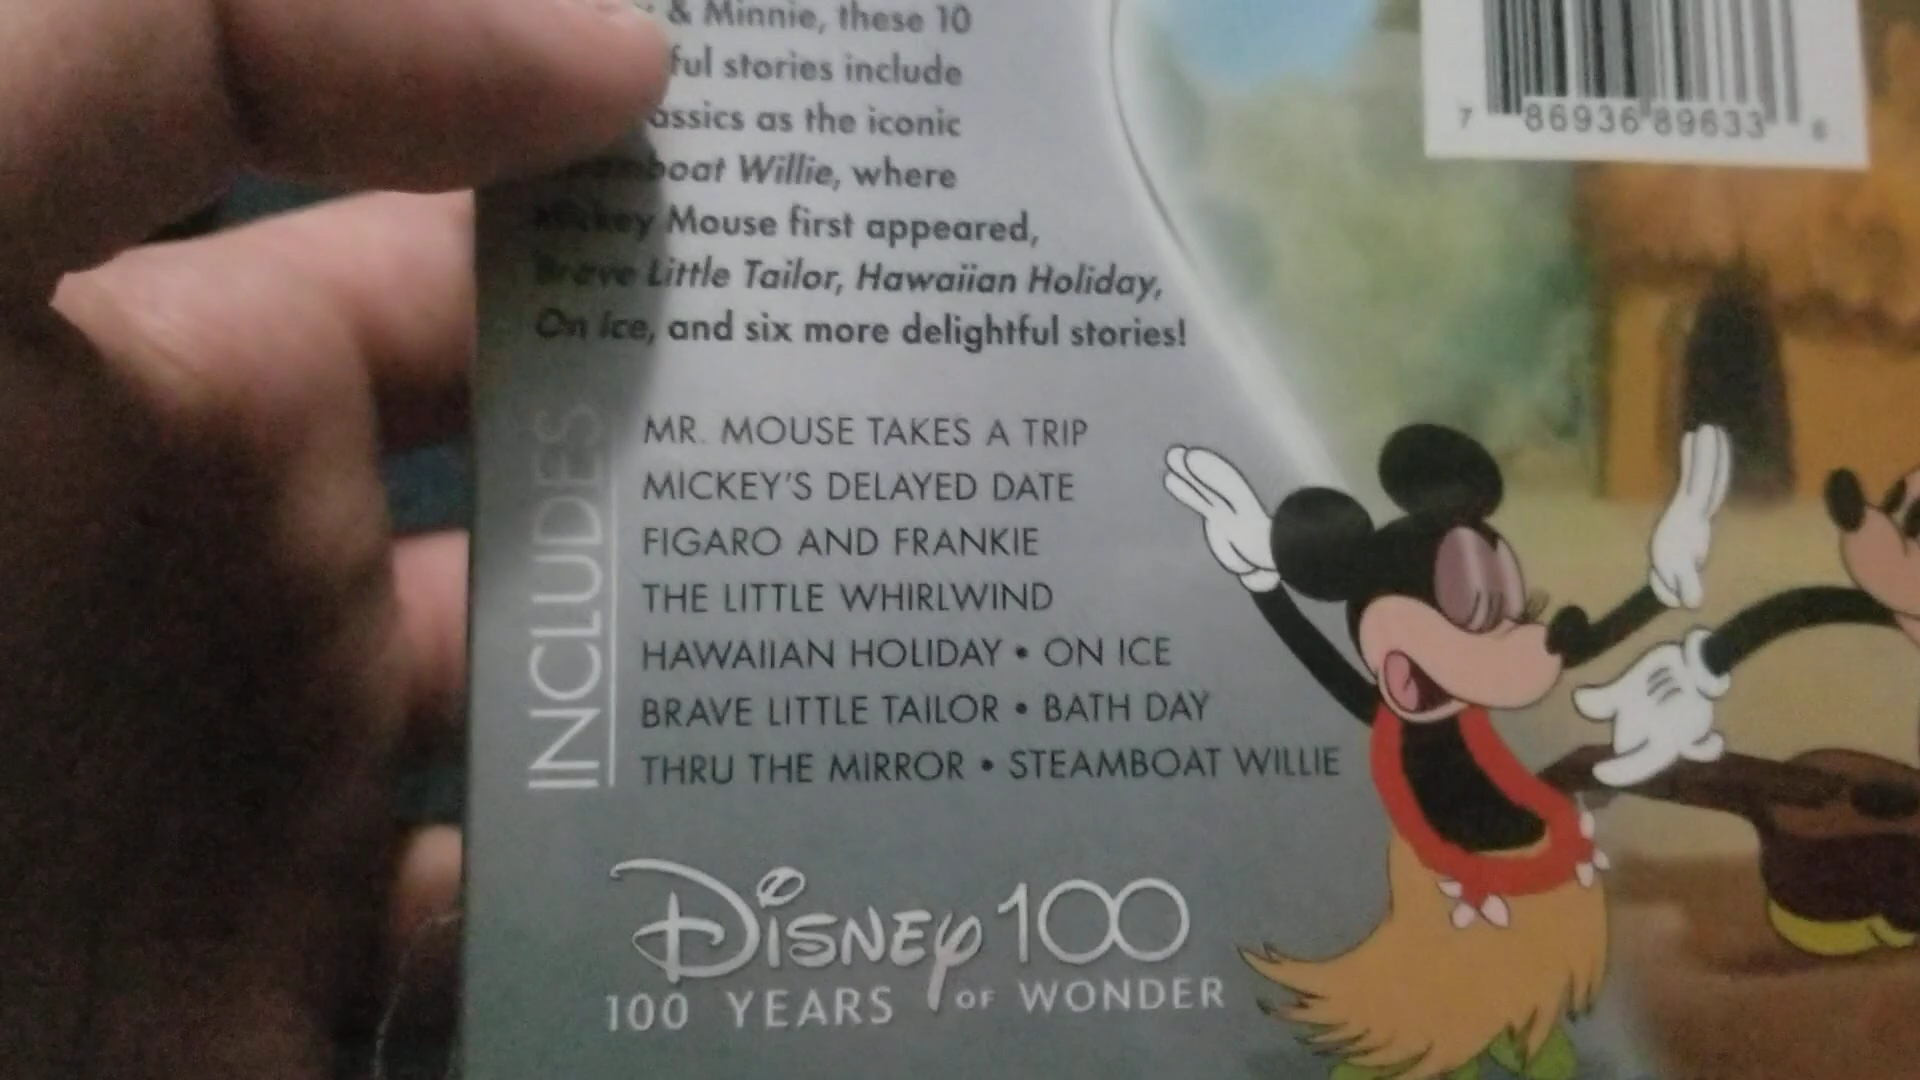 & Minnie, these 10
stories include
as the iconic
Willie, where
Mickey Mouse first appeared,
Brave Little Tailor, Hawaiian Holiday,
On Ice, and six more delightful stories!
INCLUDES
MR. MOUSE TAKES A TRIP
MICKEY'S DELAYED DATE
FIGARO AND FRANKIE
THE LITTLE WHIRLWIND
HAWAIIAN HOLIDAY • ON ICE
BRAVE LITTLE TAILOR • BATH DAY
THRU THE MIRROR • STEAMBOAT WILLIE
DISNEY 100
100 YEARS OF WONDER
7 86936 89633 6